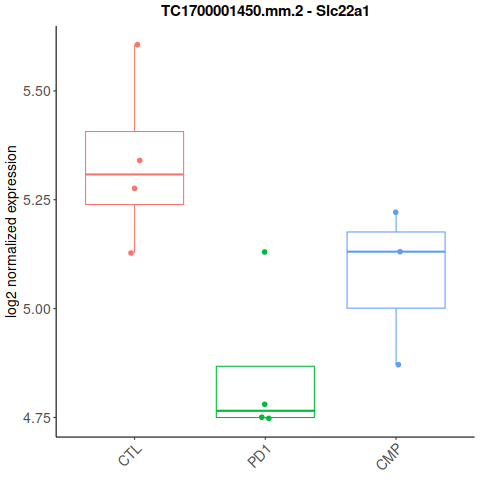 TC1700001450.mm.2 - Slc22a1
log2 normalized expression
5.50
5.25
5.00
4.75
CTL
PD1
CMP